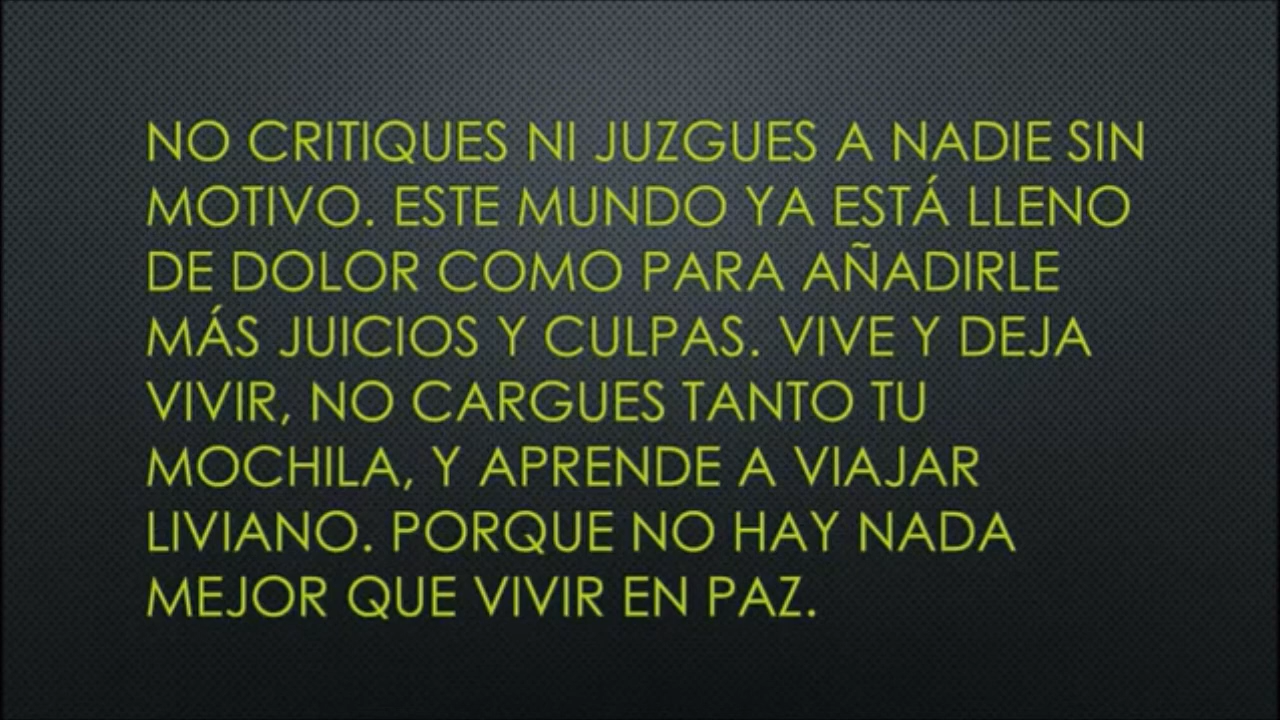 NO CRITIQUES NI JUZGUES A NADIE SIN
MOTIVO. ESTE MUNDO YA ESTÁ LLENO
DE DOLOR COMO PARA AÑADIRLE
MÁS JUICIOS Y CULPAS. VIVE Y DEJA
VIVIR, NO CARGUES TANTO TU
MOCHILA, Y APRENDE A VIAJAR
LIVIANO. PORQUE NO HAY NADA
MEJOR QUE VIVIR EN PAZ.